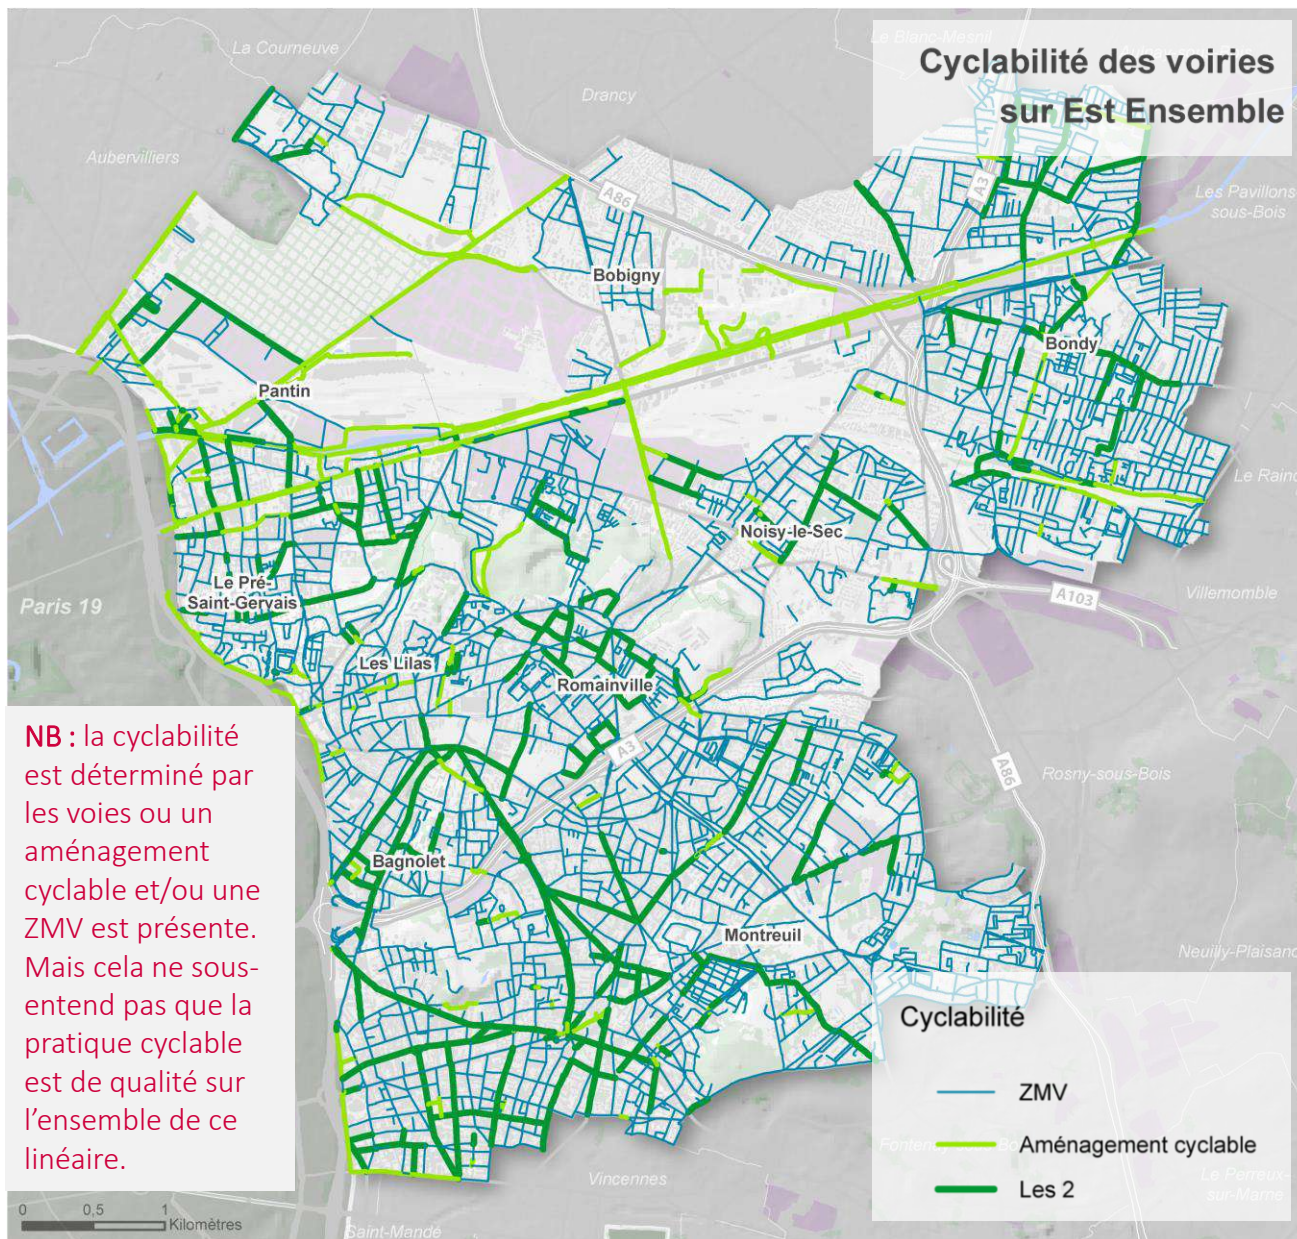 Cyclabilité des voiries
sur Est Ensemble
La Courneuve
Le Blanc-Mesnil
Drancy
Aubervilliers
A86
A3
Les Pavillons-
sous-Bois
Bobigny
Bondy
Pantin
Le Rainc
Noisy-le-Sec
Le Pré-
Saint-Gervais
Paris 19
A103
Villemomble
Les Lilas
Romainville
A3
A86
Rosny-sous-Bois
NB : la cyclabilité
est déterminé par
les voies ou un
aménagement
cyclable et/ou une
ZMV est présente.
Mais cela ne sous-
entend pas que la
pratique cyclable
est de qualité sur
l’ensemble de ce
linéaire.
Bagnolet
Montreuil
Neuilly-Plaisanc
Cyclabilité
ZMV
Aménagement cyclable
Les 2
Le Perreux-
sur-Marne
Vincennes
Saint-Mandé
0 0,5 1
Kilomètres